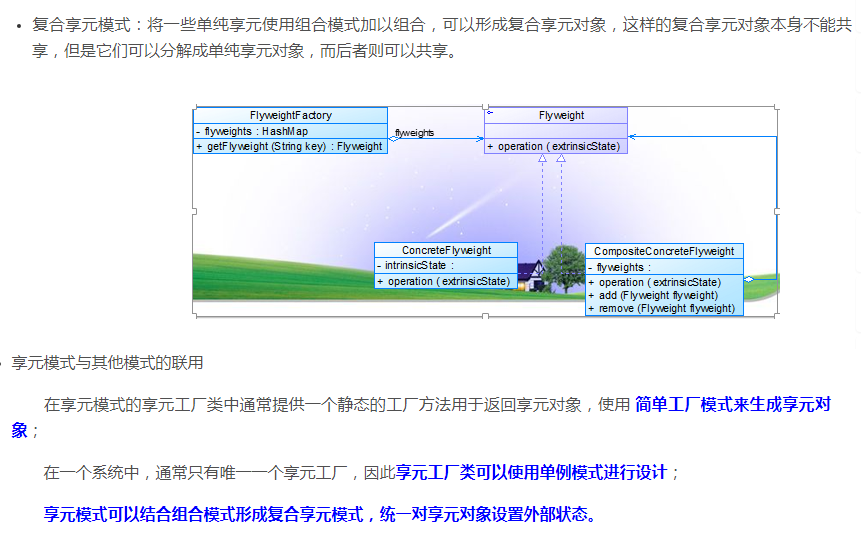 复合享元模式：将一些单纯享元使用组合模式加以组合，可以形成复合享元对象，这样的复合享元对象本身不能共
享，但是它们可以分解成单纯享元对象，而后者则可以共享。
FlyweightFactory
- flyweights : HashMap
+ getFlyweight (String key) : Flyweight
flyweights
Flyweight
+ operation ( extrinsicState)
ConcreteFlyweight
- intrinsicState :
+ operation ( extrinsicState)
CompositeConcreteFlyweight
- flyweights :
+ operation ( extrinsicState)
+ add (Flyweight flyweight)
+ remove (Flyweight flyweight)
享元模式与其他模式的联用
在享元模式的享元工厂类中通常提供一个静态的工厂方法用于返回享元对象，使用 简单工厂模式来生成享元对
象；
在一个系统中，通常只有唯一一个享元工厂，因此享元工厂类可以使用单例模式进行设计；
享元模式可以结合组合模式形成复合享元模式，统一对享元对象设置外部状态。